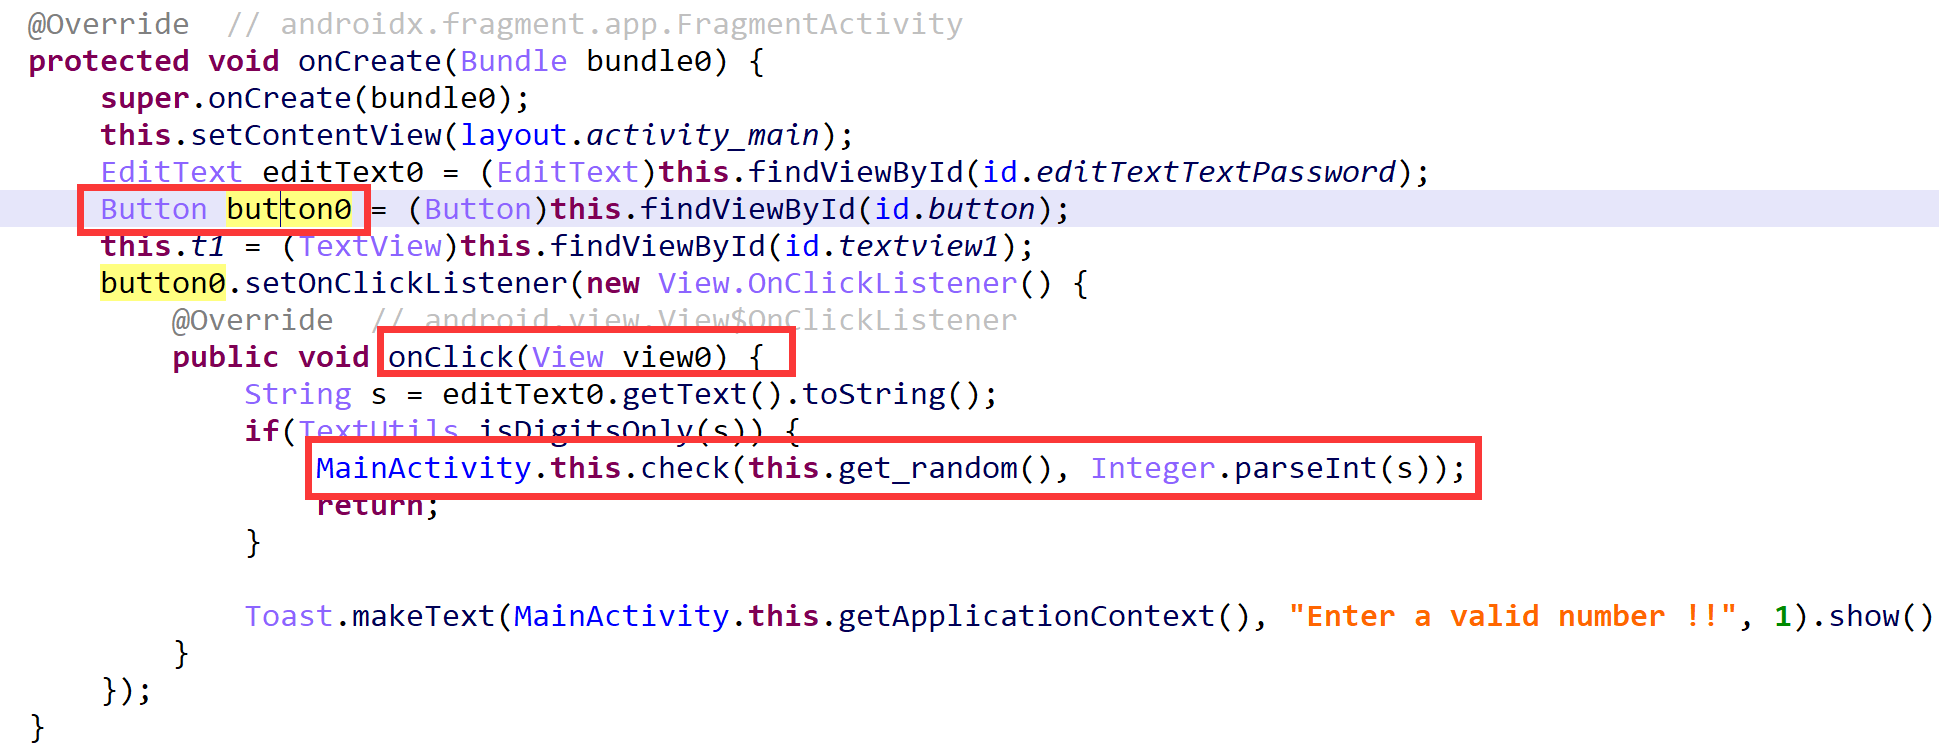 @Override  // androidx.fragment.app.FragmentActivity
protected void onCreate(Bundle bundle0) {
    super.onCreate(bundle0);
    this.setContentView(layout.activity_main);
    EditText editText0 = (EditText)this.findViewById(id.editTextTextPassword);
    Button button0 = (Button)this.findViewById(id.button);
    this.t1 = (TextView)this.findViewById(id.textview1);
    button0.setOnClickListener(new View.OnClickListener() {
        @Override  // android.view.View$OnClickListener
        public void onClick(View view0) {
            String s = editText0.getText().toString();
            if(TextUtils.isDigitsOnly(s)) {
                MainActivity.this.check(this.get_random(), Integer.parseInt(s));
                return;
            }

            Toast.makeText(MainActivity.this.getApplicationContext(), "Enter a valid number !!", 1).show()
        }
    });
}